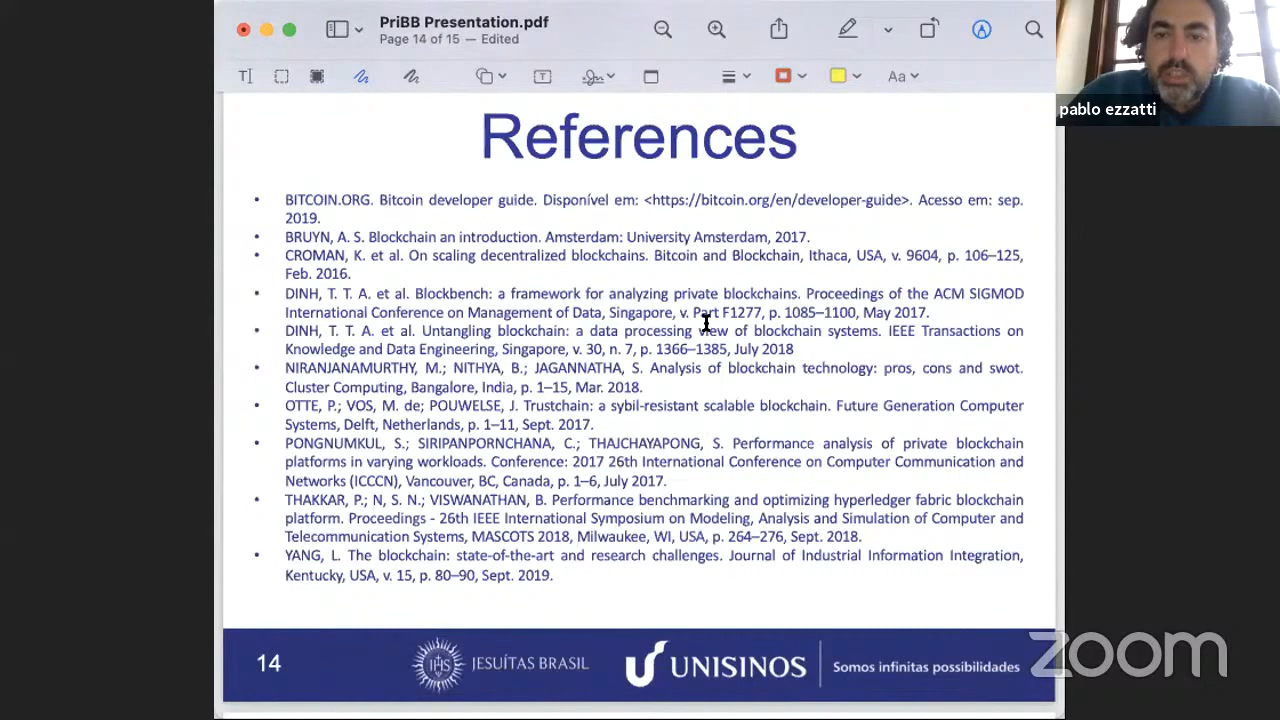 PriBB Presentation.pdf
Page 14 of 15 — Edited
Aa
pablo ezzatti
References
• BITCOIN.ORG. Bitcoin developer guide. Disponível em: <https://bitcoin.org/en/developer-guide>. Acesso em: sep.
2019.
• BRUYN, A. S. Blockchain an introduction. Amsterdam: University Amsterdam, 2017.
• CROMAN, K. et al. On scaling decentralized blockchains. Bitcoin and Blockchain, Ithaca, USA, v. 9604, p. 106–125,
Feb. 2016.
• DINH, T. T. A. et al. Blockbench: a framework for analyzing private blockchains. Proceedings of the ACM SIGMOD
International Conference on Management of Data, Singapore, v. Part F1277, p. 1085–1100, May 2017.
• DINH, T. T. A. et al. Untangling blockchain: a data processing view of blockchain systems. IEEE Transactions on
Knowledge and Data Engineering, Singapore, v. 30, n. 7, p. 1366–1385, July 2018
• NIRANJANAMURTHY, M.; NITHYA, B.; JAGANNATHA, S. Analysis of blockchain technology: pros, cons and swot.
Cluster Computing, Bangalore, India, p. 1–15, Mar. 2018.
• OTTE, P.; VOS, M. de; POUWELSE, J. Trustchain: a sybil-resistant scalable blockchain. Future Generation Computer
Systems, Delft, Netherlands, p. 1–11, Sept. 2017.
• PONGNUMKUL, S.; SIRIPANPORNCHANA, C.; THAJCHAYAPONG, S. Performance analysis of private blockchain
platforms in varying workloads. Conference: 2017 26th International Conference on Computer Communication and
Networks (ICCCN), Vancouver, BC, Canada, p. 1–6, July 2017.
• THAKKAR, P.; N, S. N.; VISWANATHAN, B. Performance benchmarking and optimizing hyperledger fabric blockchain
platform. Proceedings - 26th IEEE International Symposium on Modeling, Analysis and Simulation of Computer and
Telecommunication Systems, MASCOTS 2018, Milwaukee, WI, USA, p. 264–276, Sept. 2018.
• YANG, L. The blockchain: state-of-the-art and research challenges. Journal of Industrial Information Integration,
Kentucky, USA, v. 15, p. 80–90, Sept. 2019.
14
IHS
JESUÍTAS BRASIL
UNISINOS
Somos infinitas possibilidades
zoom